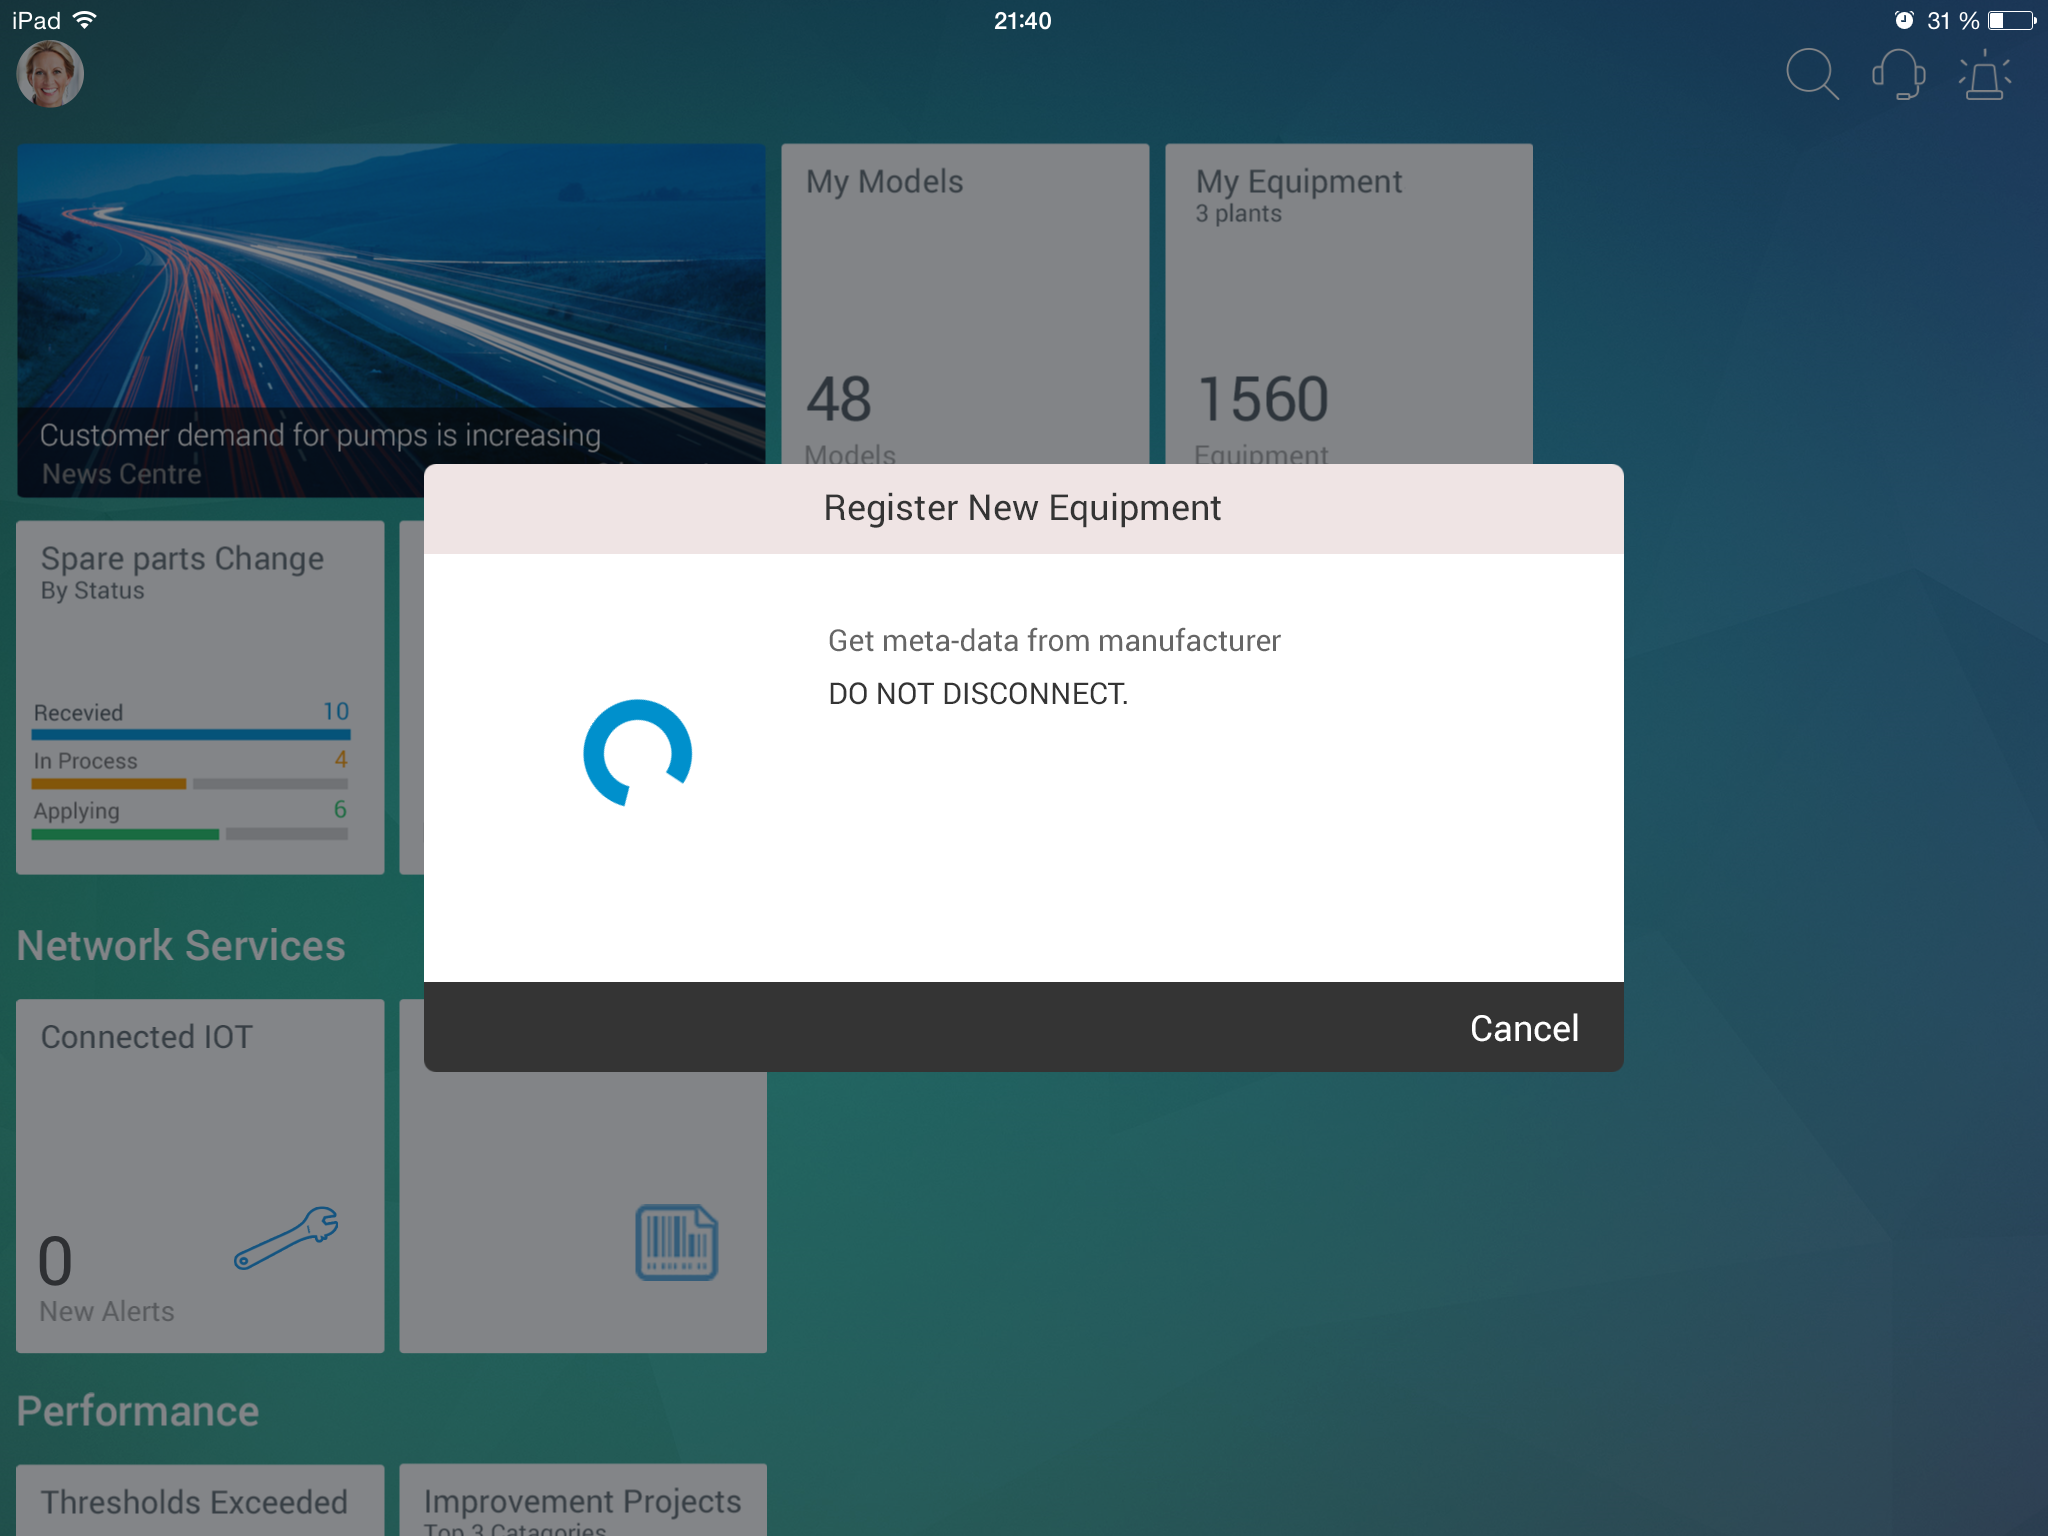 iPad
21:40
31 %
Customer demand for pumps is increasing
News Centre
My Models
48
Models
My Equipment
3 plants
1560
Equipment
Spare parts Change
By Status
Recevied 10
In Process 4
Applying 6
Register New Equipment
Get meta-data from manufacturer
DO NOT DISCONNECT.
Cancel
Network Services
Connected IOT
0
New Alerts
Performance
Thresholds Exceeded
Improvement Projects
Top 3 Catagories